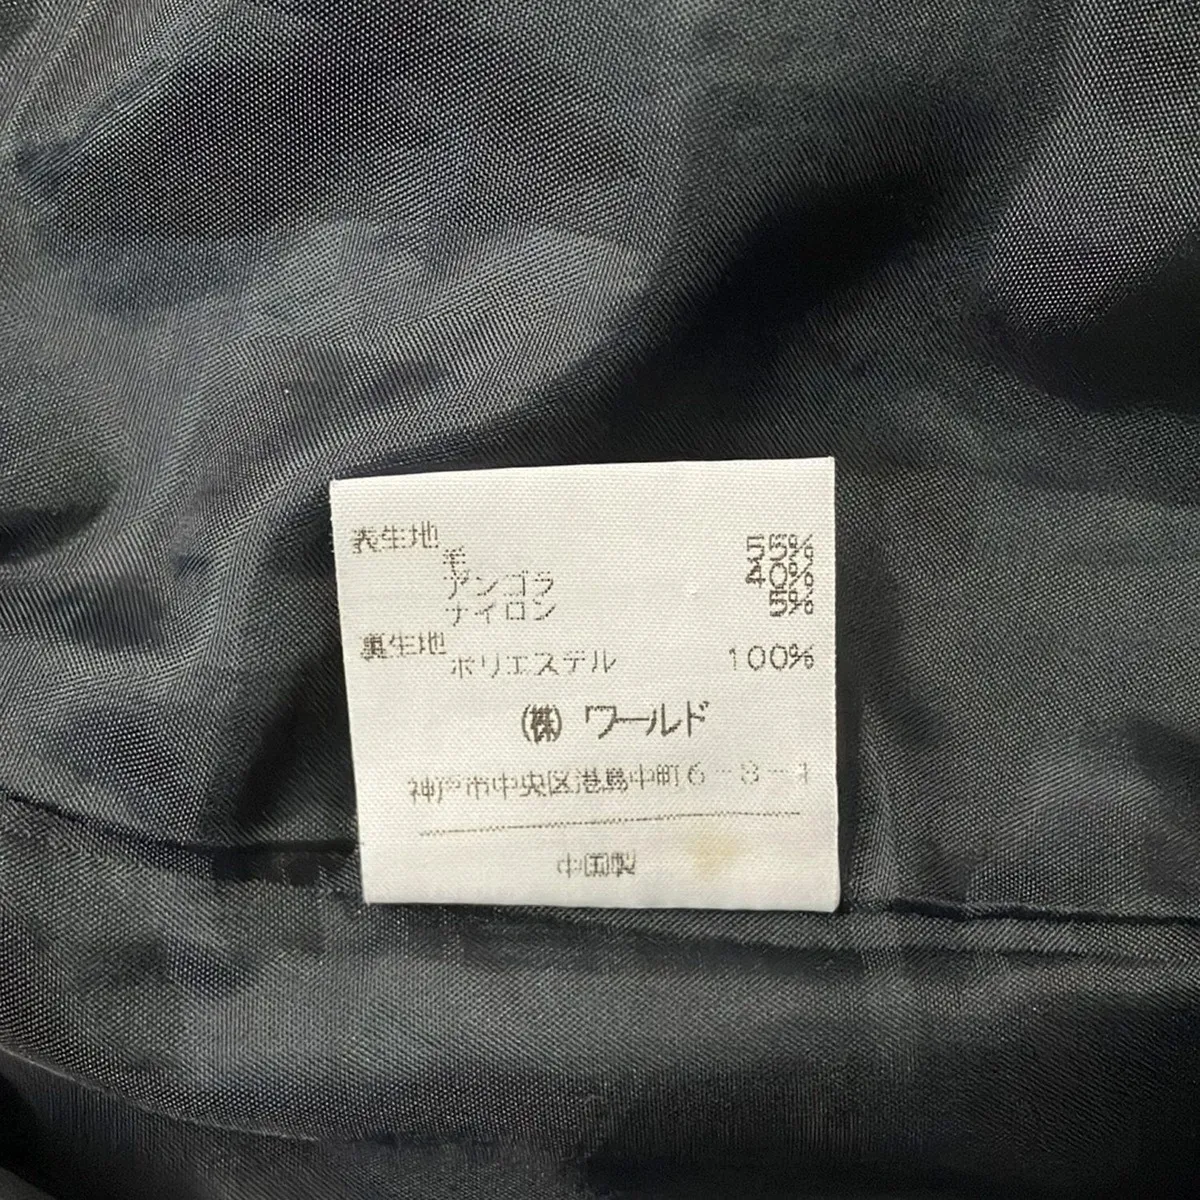 表生地
毛 55%
アンゴラ 40%
ナイロン 5%
裏生地
ポリエステル 100%
(株) ワールド
神戸市中央区港島中町6-8-1
中国製